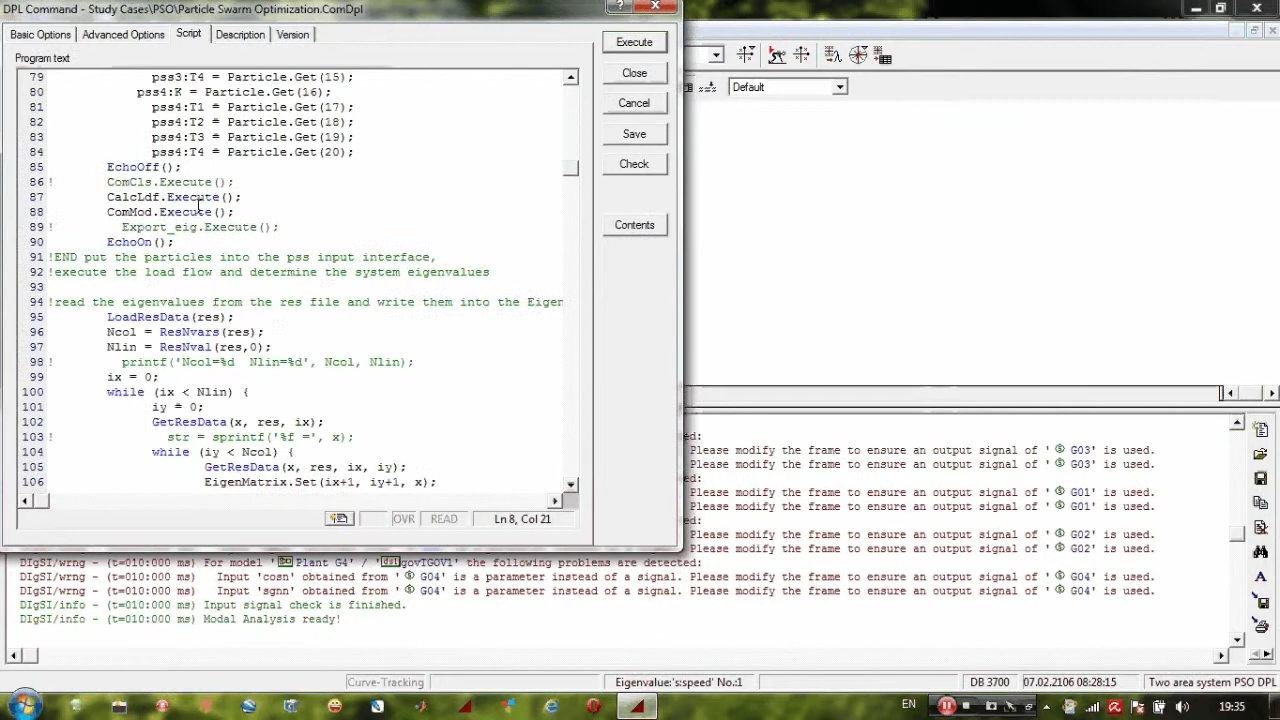 DPL Command - Study Cases\PSO\Particle Swarm Optimization.ComDpl
Basic Options
Advanced Options
Script
Description
Version
Program text
79 pss3:T4 = Particle.Get(15);
80 pss4:K = Particle.Get(16);
81 pss4:T1 = Particle.Get(17);
82 pss4:T2 = Particle.Get(18);
83 pss4:T3 = Particle.Get(19);
84 pss4:T4 = Particle.Get(20);
85 EchoOff();
86 ! ComCls.Execute();
87 CalcLdf.Execute();
88 ComMod.Execute();
89 ! Export_eig.Execute();
90 EchoOn();
91 !END put the particles into the pss input interface,
92 !execute the load flow and determine the system eigenvalues
93
94 !read the eigenvalues from the res file and write them into the Eigen
95 LoadResData(res);
96 Ncol = ResNvars(res);
97 Nlin = ResNval(res,0);
98 ! printf('Ncol=%d Nlin=%d', Ncol, Nlin);
99 ix = 0;
100 while (ix < Nlin) {
101 iy = 0;
102 GetResData(x, res, ix);
103 ! str = sprintf('%f =', x);
104 while (iy < Ncol) {
105 GetResData(x, res, ix, iy);
106 EigenMatrix.Set(ix+1, iy+1, x);
OVR
READ
Ln 8, Col 21
Execute
Close
Cancel
Save
Check
Contents
Default
ed:
Please modify the frame to ensure an output signal of ' G03' is used.
Please modify the frame to ensure an output signal of ' G03' is used.
ed:
Please modify the frame to ensure an output signal of ' G01' is used.
Please modify the frame to ensure an output signal of ' G01' is used.
ed:
Please modify the frame to ensure an output signal of ' G02' is used.
Please modify the frame to ensure an output signal of ' G02' is used.
DIgSI/wrng - (t=010:000 ms) For model ' Plant G4' / 'govIGOV1' the following problems are detected:
DIgSI/wrng - (t=010:000 ms) Input 'cosn' obtained from ' G04' is a parameter instead of a signal. Please modify the frame to ensure an output signal of ' G04' is used.
DIgSI/wrng - (t=010:000 ms) Input 'sgnn' obtained from ' G04' is a parameter instead of a signal. Please modify the frame to ensure an output signal of ' G04' is used.
DIgSI/info - (t=010:000 ms) Input signal check is finished.
DIgSI/info - (t=010:000 ms) Modal Analysis ready!
Curve-Tracking
Eigenvalue:'s:speed' No.:1
DB 3700
07.02.2106 08:28:15
Two area system PSO DPL
EN
19:35